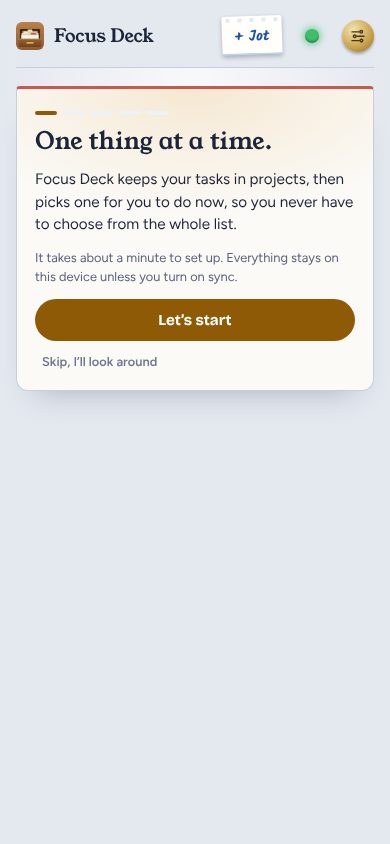 Focus Deck
+ Jot
One thing at a time.
Focus Deck keeps your tasks in projects, then
picks one for you to do now, so you never have
to choose from the whole list.
It takes about a minute to set up. Everything stays on
this device unless you turn on sync.
Let’s start
Skip, I’ll look around